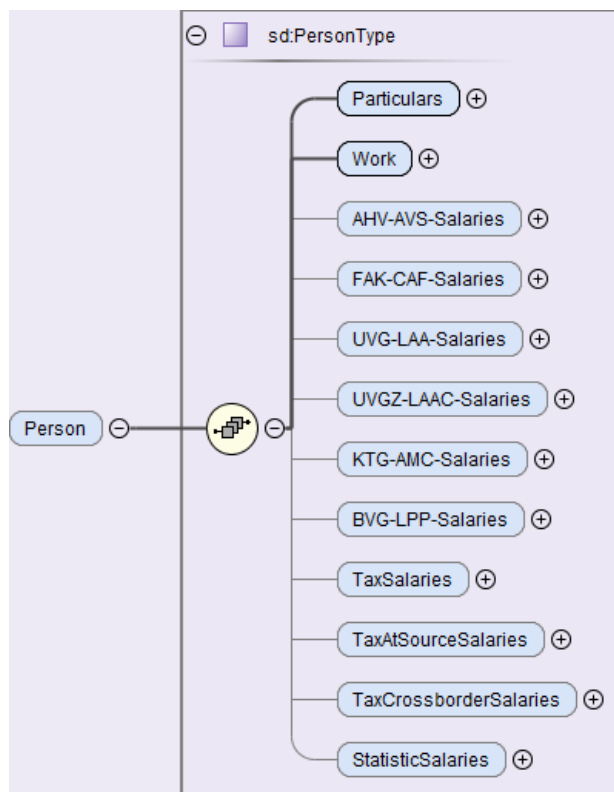 sd:PersonType
Particulars
Work
AHV-AVS-Salaries
FAK-CAF-Salaries
UVG-LAA-Salaries
UVGZ-LAAC-Salaries
Person
KTG-AMC-Salaries
BVG-LPP-Salaries
TaxSalaries
TaxAtSourceSalaries
TaxCrossborderSalaries
StatisticSalaries